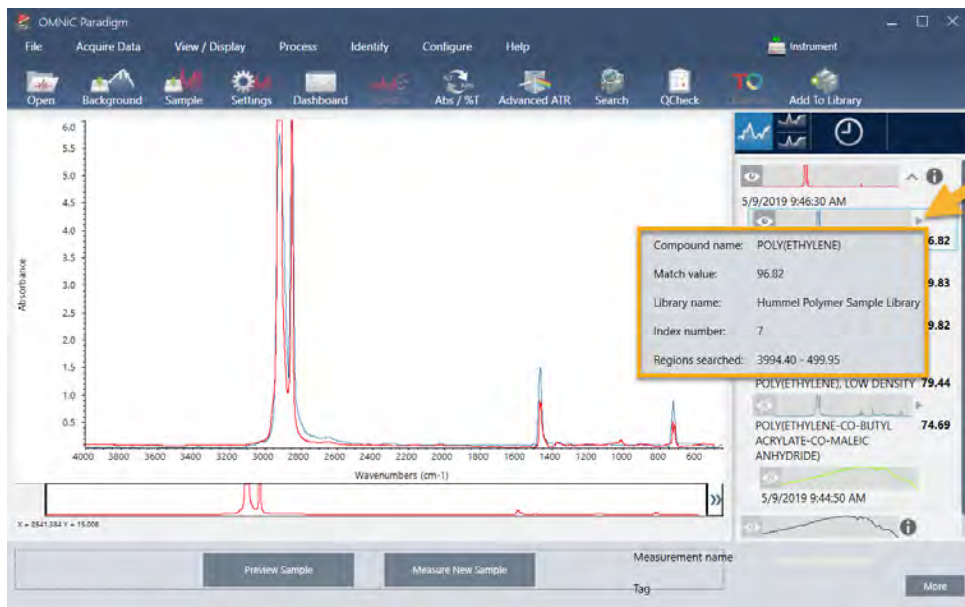 OMNIC Paradigm
File Acquire Data View / Display Process Identify Configure Help Instrument
Open Background Sample Settings Dashboard Abs / %T Advanced ATR Search QCheck TQ Add To Library
6.0
5.5
5.0
4.5
4.0
3.5
3.0
2.5
2.0
1.5
1.0
0.5
Absorbance
4000 3800 3600 3400 3200 3000 2800 2600 2400 2200 2000 1800 1600 1400 1200 1000 800 600
Wavenumbers (cm-1)
»
X = 2841.384 Y = 15.008
5/9/2019 9:46:30 AM
6.82
Compound name: POLY(ETHYLENE)
Match value: 96.82
9.83
Library name: Hummel Polymer Sample Library
Index number: 7
9.82
Regions searched: 3994.40 - 499.95
POLY(ETHYLENE), LOW DENSITY 79.44
POLY(ETHYLENE-CO-BUTYL 74.69
ACRYLATE-CO-MALEIC
ANHYDRIDE)
5/9/2019 9:44:50 AM
Preview Sample Measure New Sample
Measurement name
Tag
More